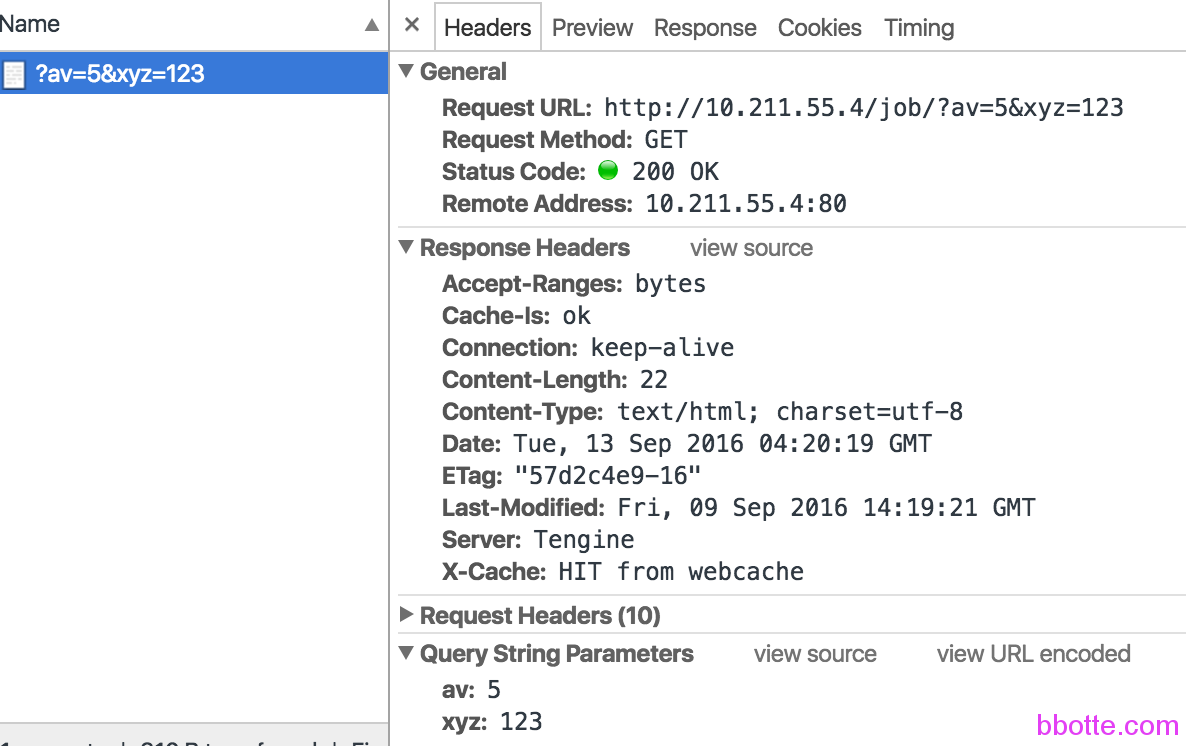 Name
Headers Preview Response Cookies Timing
?av=5&xyz=123
General
Request URL: http://10.211.55.4/job/?av=5&xyz=123
Request Method: GET
Status Code: 200 OK
Remote Address: 10.211.55.4:80
Response Headers view source
Accept-Ranges: bytes
Cache-Is: ok
Connection: keep-alive
Content-Length: 22
Content-Type: text/html; charset=utf-8
Date: Tue, 13 Sep 2016 04:20:19 GMT
ETag: "57d2c4e9-16"
Last-Modified: Fri, 09 Sep 2016 14:19:21 GMT
Server: Tengine
X-Cache: HIT from webcache
Request Headers (10)
Query String Parameters view source view URL encoded
av: 5
xyz: 123
bbotte.com